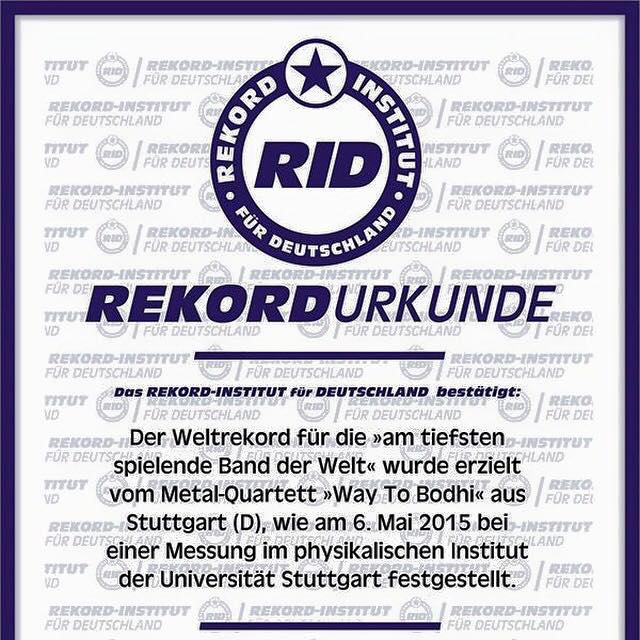 REKORD INSTITUT
RID
FÜR DEUTSCHLAND
REKORDURKUNDE
Das REKORD-INSTITUT für DEUTSCHLAND bestätigt:
Der Weltrekord für die »am tiefsten
spielende Band der Welt« wurde erzielt
vom Metal-Quartett »Way To Bodhi« aus
Stuttgart (D), wie am 6. Mai 2015 bei
einer Messung im physikalischen Institut
der Universität Stuttgart festgestellt.